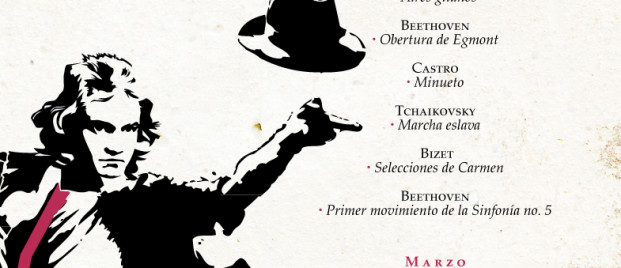 Beethoven
• Obertura de Egmont
Castro
• Minueto
Tchaikovsky
• Marcha eslava
Bizet
• Selecciones de Carmen
Beethoven
• Primer movimiento de la Sinfonía no. 5
Marzo